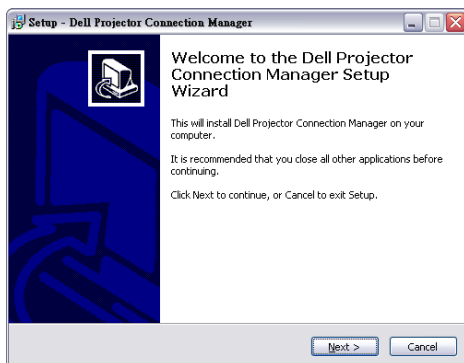 Setup - Dell Projector Connection Manager
Welcome to the Dell Projector
Connection Manager Setup
Wizard
This will install Dell Projector Connection Manager on your
computer.
It is recommended that you close all other applications before
continuing.
Click Next to continue, or Cancel to exit Setup.
Next >
Cancel